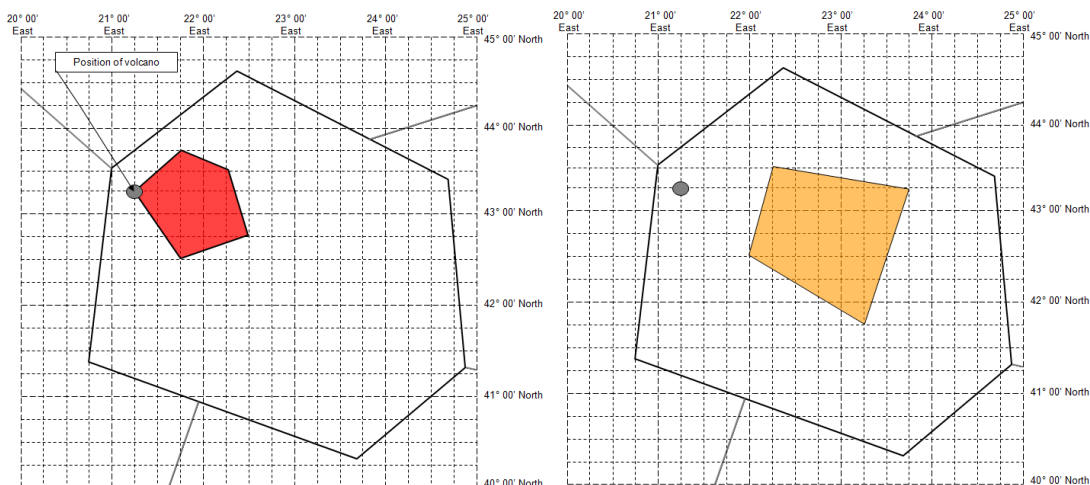 20° 00' 21° 00' 22° 00' 23° 00' 24° 00' 25° 00'
East East East East East East
45° 00' North
Position of volcano
44° 00' North
43° 00' North
42° 00' North
41° 00' North
40° 00' North
20° 00' 21° 00' 22° 00' 23° 00' 24° 00' 25° 00'
East East East East East East
45° 00' North
44° 00' North
43° 00' North
42° 00' North
41° 00' North
40° 00' North